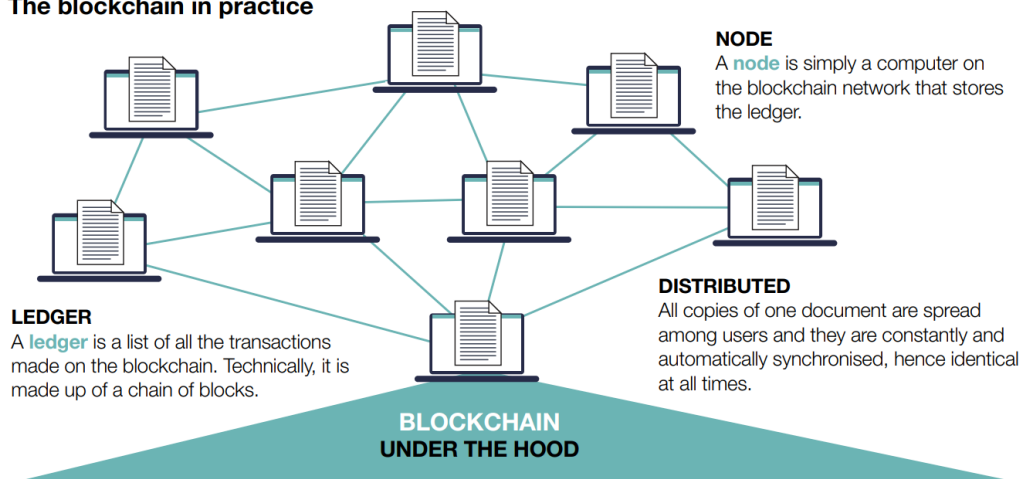 The blockchain in practice
NODE
A node is simply a computer on
the blockchain network that stores
the ledger.
LEDGER
A ledger is a list of all the transactions
made on the blockchain. Technically, it is
made up of a chain of blocks.
DISTRIBUTED
All copies of one document are spread
among users and they are constantly and
automatically synchronised, hence identical
at all times.
BLOCKCHAIN
UNDER THE HOOD